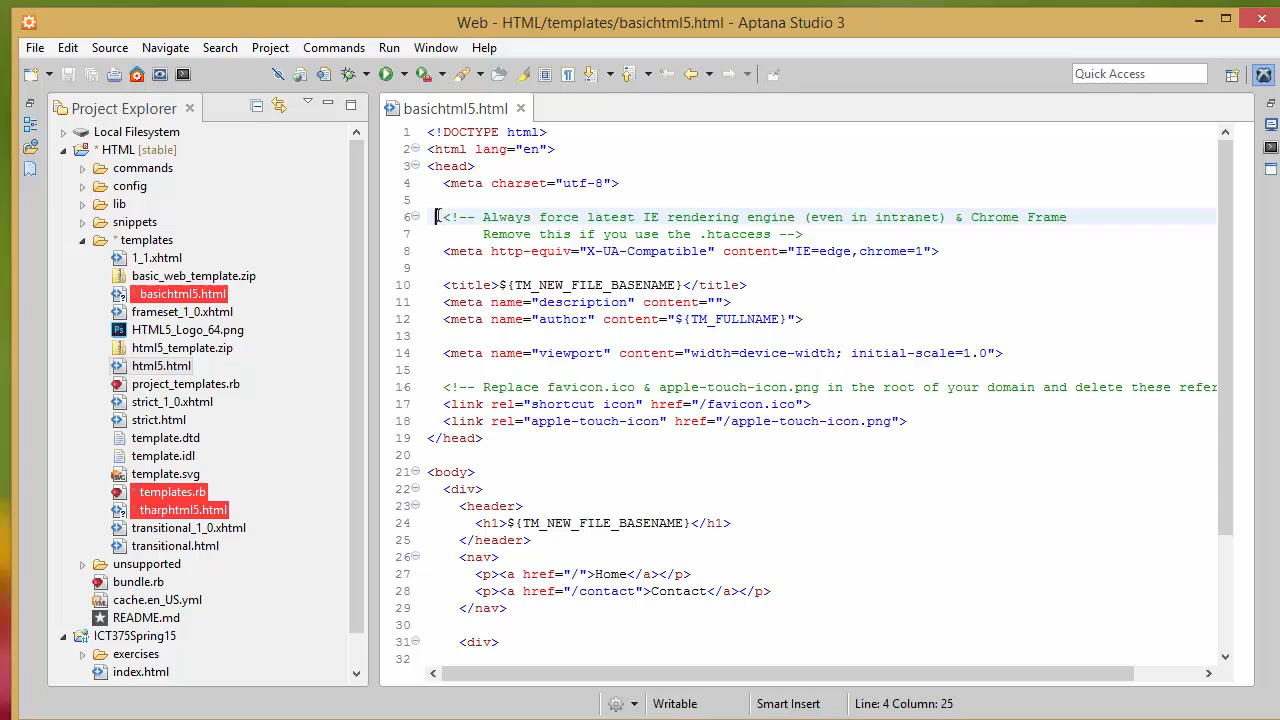 Web - HTML/templates/basichtml5.html - Aptana Studio 3
File Edit Source Navigate Search Project Commands Run Window Help
Quick Access
Project Explorer
Local Filesystem
* HTML [stable]
commands
config
lib
snippets
* templates
1_1.xhtml
basic_web_template.zip
* basichtml5.html
frameset_1_0.xhtml
HTML5_Logo_64.png
html5_template.zip
html5.html
project_templates.rb
strict_1_0.xhtml
strict.html
template.dtd
template.idl
template.svg
* templates.rb
* tharphtml5.html
transitional_1_0.xhtml
transitional.html
unsupported
bundle.rb
cache.en_US.yml
README.md
ICT375Spring15
exercises
index.html
basichtml5.html
1 <!DOCTYPE html>
2 <html lang="en">
3 <head>
4 <meta charset="utf-8">
5
6 <!-- Always force latest IE rendering engine (even in intranet) & Chrome Frame
7 Remove this if you use the .htaccess -->
8 <meta http-equiv="X-UA-Compatible" content="IE=edge,chrome=1">
9
10 <title>${TM_NEW_FILE_BASENAME}</title>
11 <meta name="description" content="">
12 <meta name="author" content="${TM_FULLNAME}">
13
14 <meta name="viewport" content="width=device-width; initial-scale=1.0">
15
16 <!-- Replace favicon.ico & apple-touch-icon.png in the root of your domain and delete these refer
17 <link rel="shortcut icon" href="/favicon.ico">
18 <link rel="apple-touch-icon" href="/apple-touch-icon.png">
19 </head>
20
21 <body>
22 <div>
23 <header>
24 <h1>${TM_NEW_FILE_BASENAME}</h1>
25 </header>
26 <nav>
27 <p><a href="/">Home</a></p>
28 <p><a href="/contact">Contact</a></p>
29 </nav>
30
31 <div>
32
Writable
Smart Insert
Line: 4 Column: 25